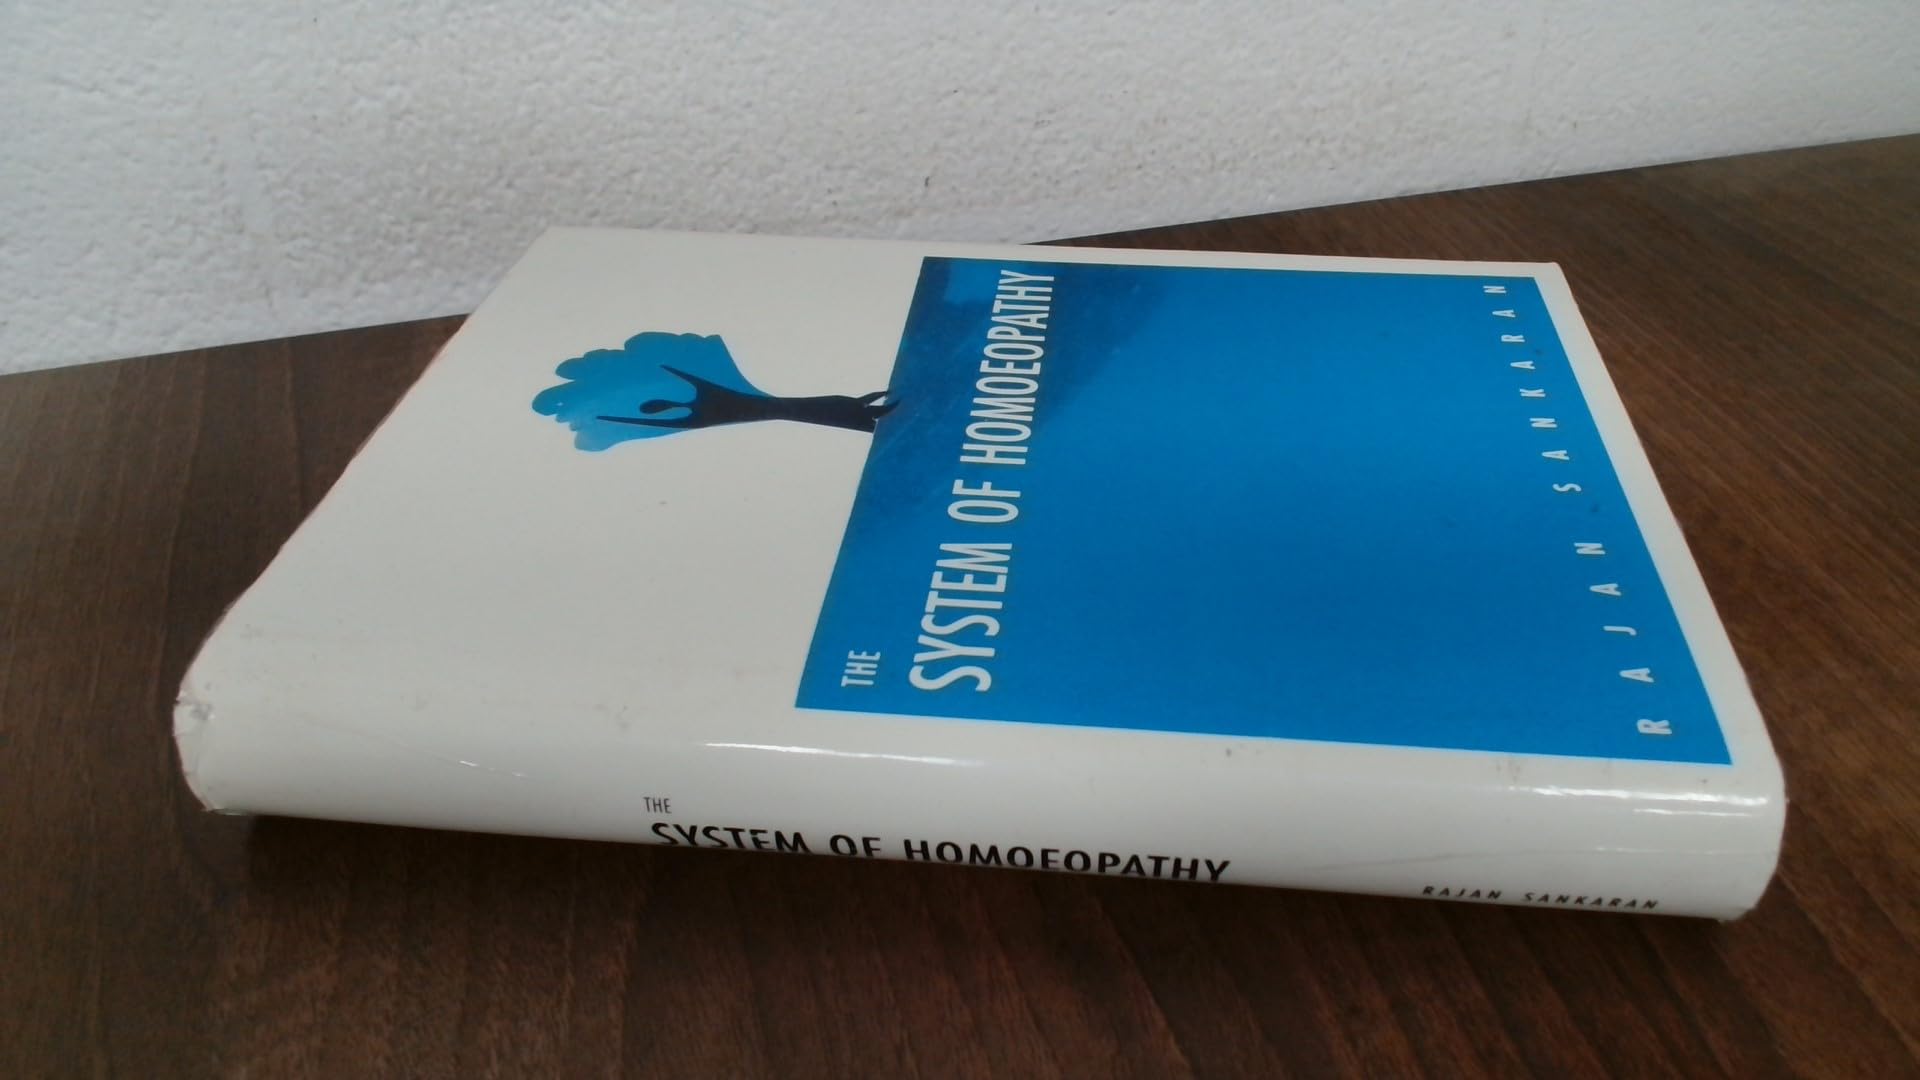 THE
SYSTEM OF HOMOEOPATHY
RAJAN SANKARAN
THE
SYSTEM OF HOMOEOPATHY
RAJAN SANKARAN